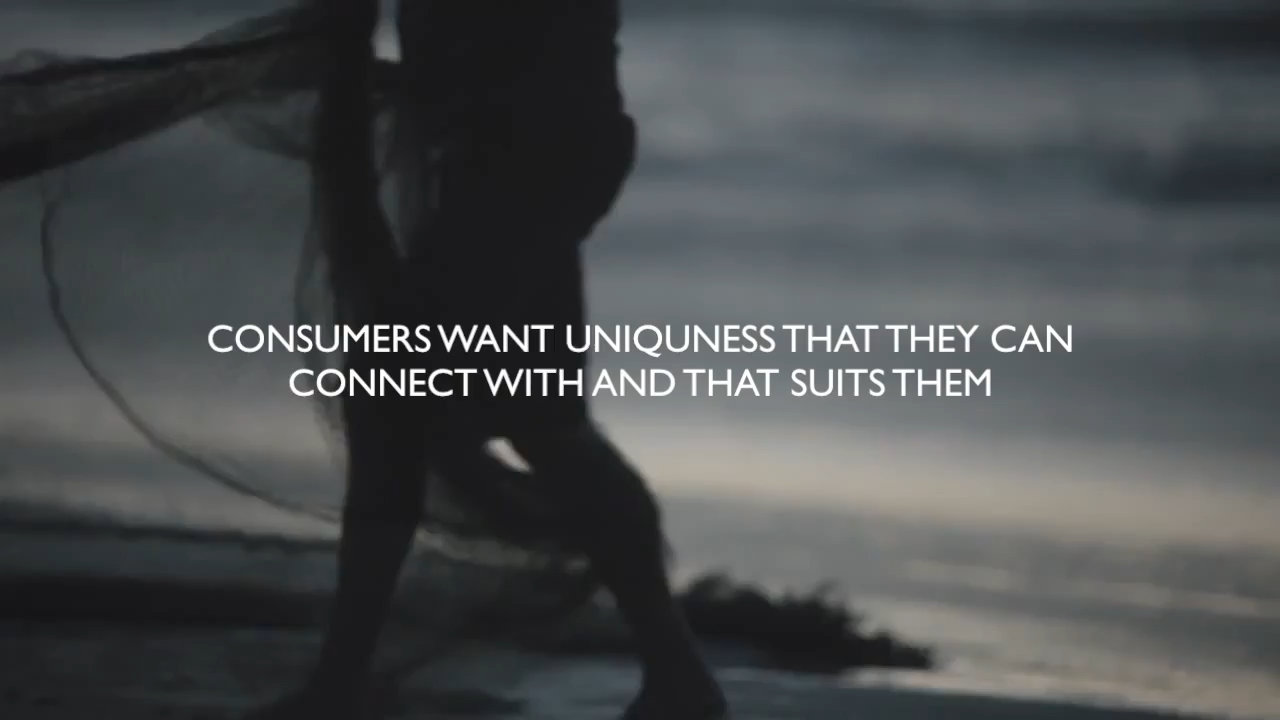 CONSUMERS WANT UNIQUNESS THAT THEY CAN
CONNECT WITH AND THAT SUITS THEM